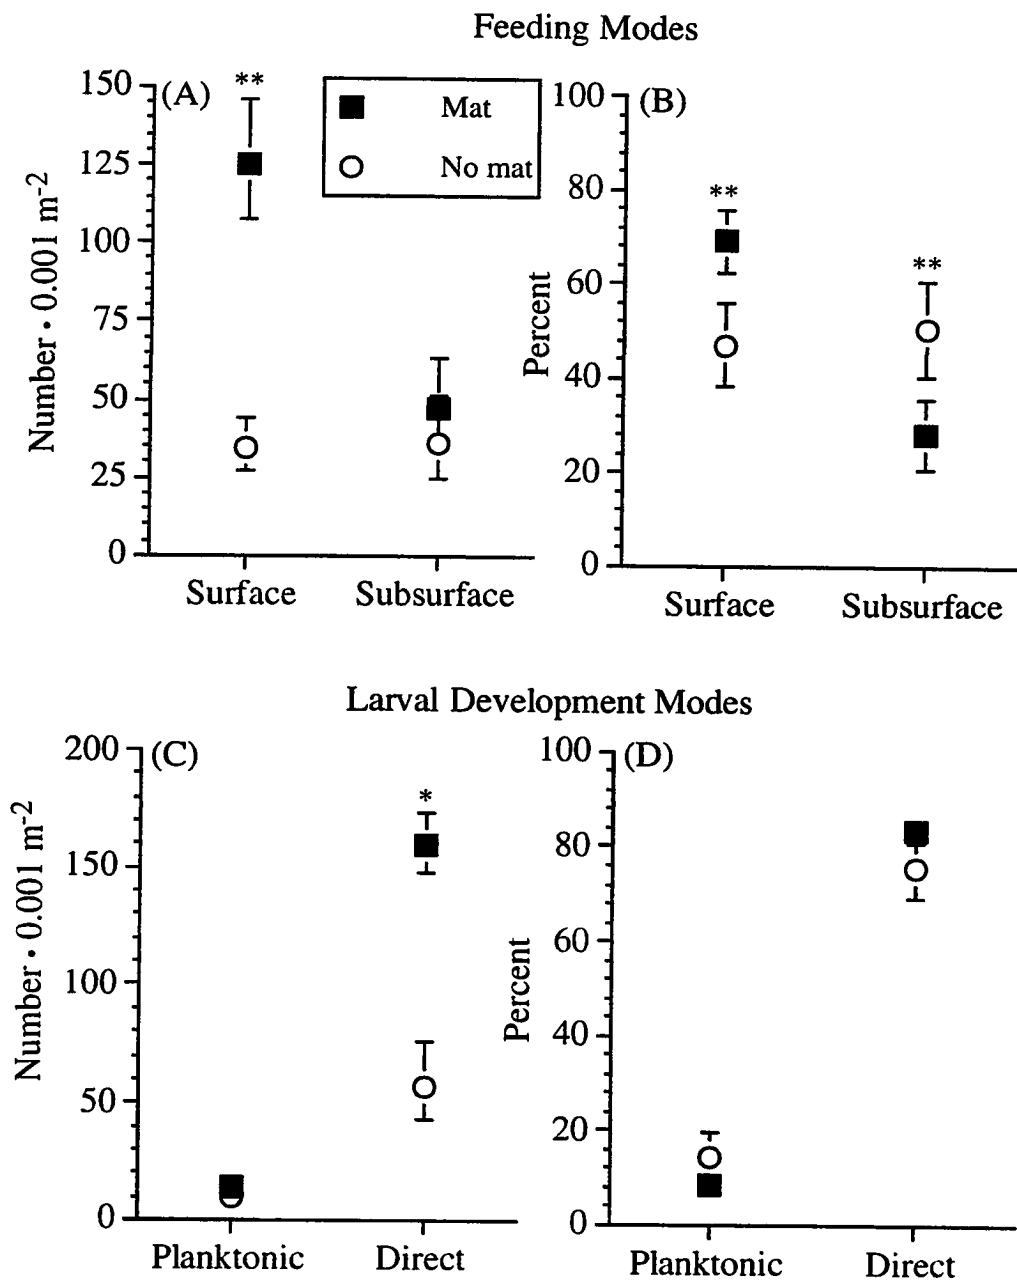 Feeding Modes
(A)
**
Mat
No mat
150
125
100
75
50
25
0
Number • 0.001 m⁻²
Surface Subsurface
(B)
**
**
100
80
60
40
20
0
Percent
Surface Subsurface
Larval Development Modes
(C)
*
200
150
100
50
0
Number • 0.001 m⁻²
Planktonic Direct
(D)
100
80
60
40
20
0
Percent
Planktonic Direct